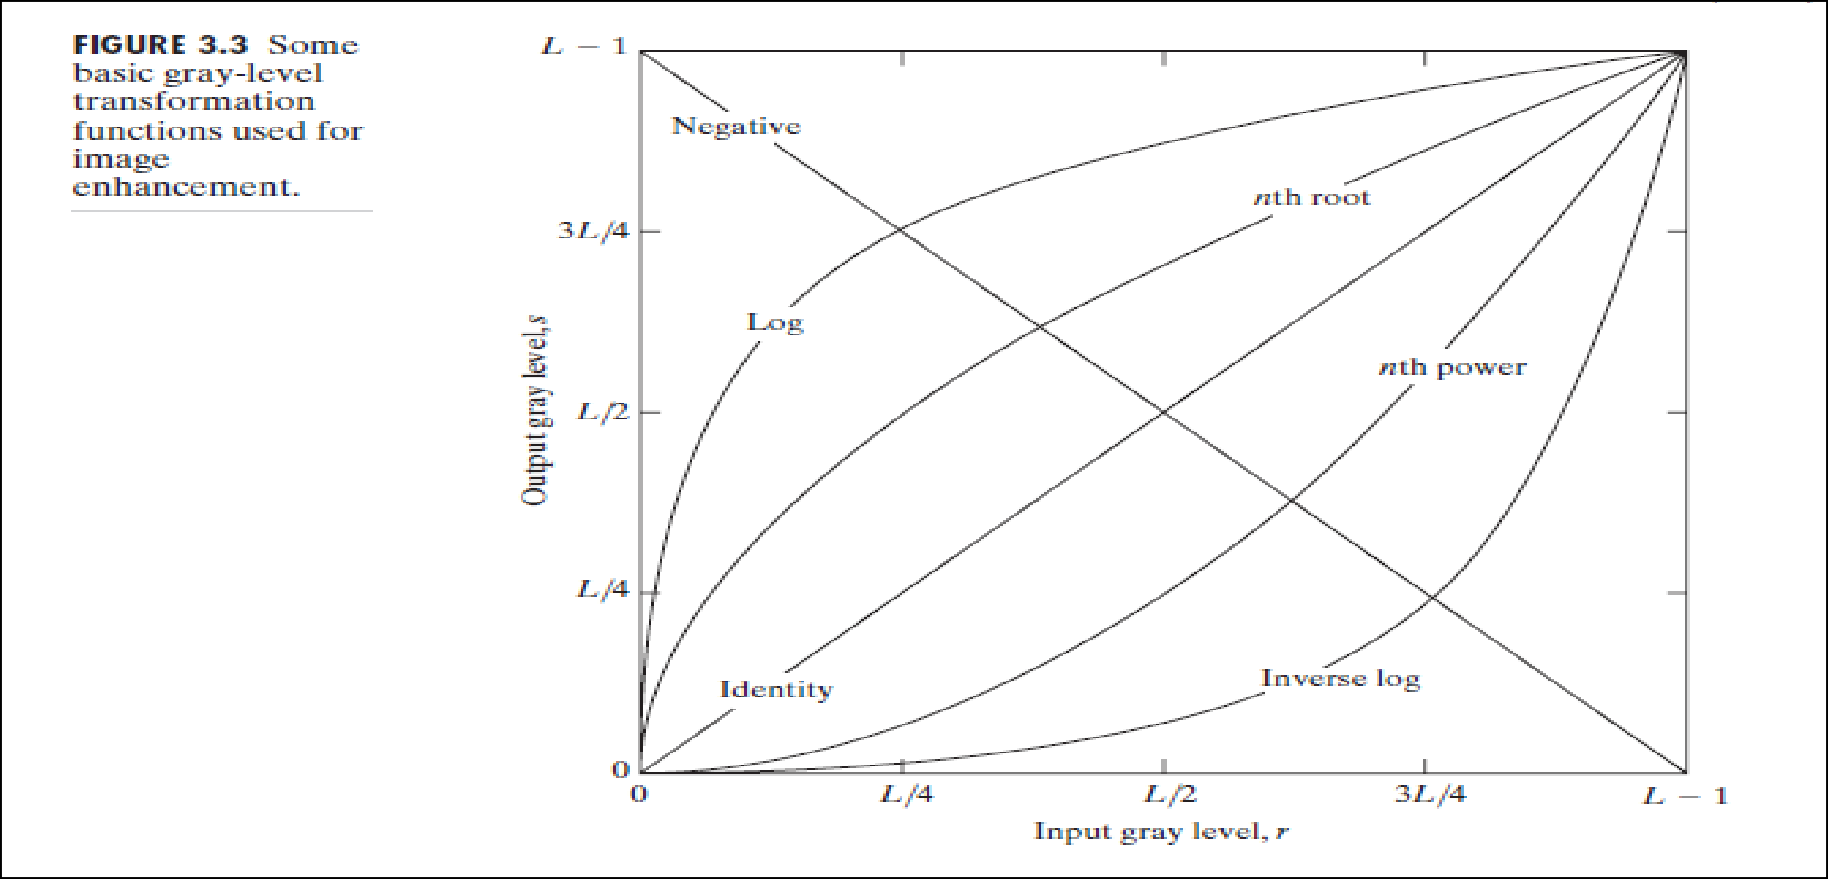 FIGURE 3.3 Some
basic gray-level
transformation
functions used for
image
enhancement.
L − 1
Negative
nth root
3L/4
Log
Output gray level, s
nth power
L/2
L/4
Inverse log
Identity
0
0
L/4
L/2
3L/4
L − 1
Input gray level, r